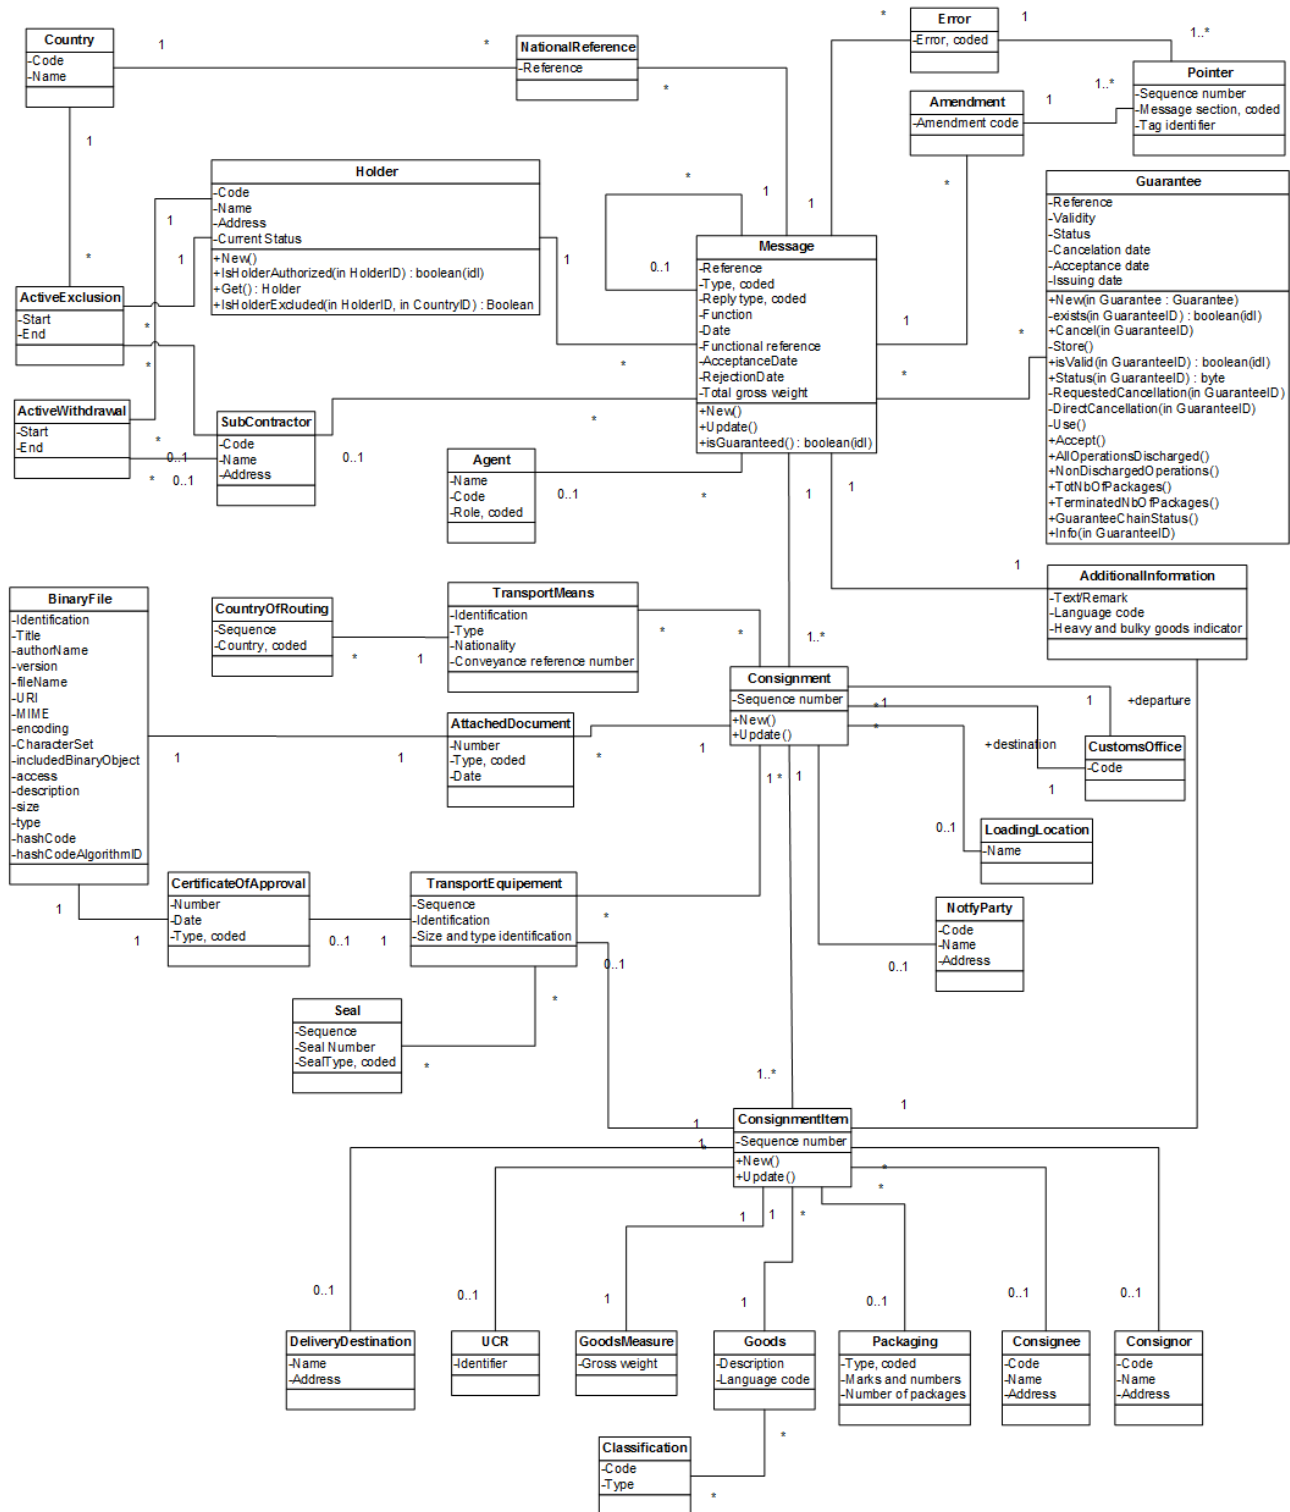 Country
-Code
-Name
1
*
NationalReference
-Reference
*
*
Error
-Error, coded
1
1..*
Pointer
-Sequence number
-Message section, coded
-Tag identifier
1..*
1
Amendment
-Amendment code
*
1
Holder
-Code
-Name
-Address
-Current Status
+New()
+IsHolderAuthorized(in HolderID) : boolean(idl)
+Get() : Holder
+IsHolderExcluded(in HolderID, in CountryID) : Boolean
1
1
1
*
0..1
1
1
Message
-Reference
-Type, coded
-Reply type, coded
-Function
-Date
-Functional reference
-AcceptanceDate
-RejectionDate
-Total gross weight
+New()
+Update()
+isGuaranteed() : boolean(idl)
1
*
*
Guarantee
-Reference
-Validity
-Status
-Cancelation date
-Acceptance date
-Issuing date
+New(in Guarantee : Guarantee)
-exists(in GuaranteeID) : boolean(idl)
+Cancel(in GuaranteeID)
-Store()
+isValid(in GuaranteeID) : boolean(idl)
+Status(in GuaranteeID) : byte
-RequestedCancellation(in GuaranteeID)
-DirectCancellation(in GuaranteeID)
-Use()
+Accept()
+AllOperationsDischarged()
+NonDischargedOperations()
+TotNbOfPackages()
+TerminatedNbOfPackages()
+GuaranteeChainStatus()
+Info(in GuaranteeID)
*
ActiveExclusion
-Start
-End
*
*
*
*
ActiveWithdrawal
-Start
-End
*
0..1
*
0..1
SubContractor
-Code
-Name
-Address
0..1
Agent
-Name
-Code
-Role, coded
0..1
*
1
1
1
AdditionalInformation
-Text/Remark
-Language code
-Heavy and bulky goods indicator
BinaryFile
-Identification
-Title
-authorName
-version
-fileName
-URI
-MIME
-encoding
-CharacterSet
-includedBinaryObject
-access
-description
-size
-type
-hashCode
-hashCodeAlgorithmID
CountryOfRouting
-Sequence
-Country, coded
*
1
TransportMeans
-Identification
-Type
-Nationality
-Conveyance reference number
*
*
1..*
Consignment
-Sequence number
+New()
+Update()
*
1
*
1
+departure
+destination
1
CustomsOffice
-Code
AttachedDocument
-Number
-Type, coded
-Date
1
1
*
1
1
*
1
0..1
LoadingLocation
-Name
NotfyParty
-Code
-Name
-Address
0..1
CertificateOfApproval
-Number
-Date
-Type, coded
1
1
0..1
1
TransportEquipement
-Sequence
-Identification
-Size and type identification
*
0..1
Seal
-Sequence
-Seal Number
-SealType, coded
*
*
1..*
1
ConsignmentItem
-Sequence number
+New()
+Update()
1
1
*
*
*
1
1
*
0..1
0..1
1
1
0..1
0..1
0..1
DeliveryDestination
-Name
-Address
UCR
-Identifier
GoodsMeasure
-Gross weight
Goods
-Description
-Language code
Packaging
-Type, coded
-Marks and numbers
-Number of packages
Consignee
-Code
-Name
-Address
Consignor
-Code
-Name
-Address
Classification
-Code
-Type
*
*